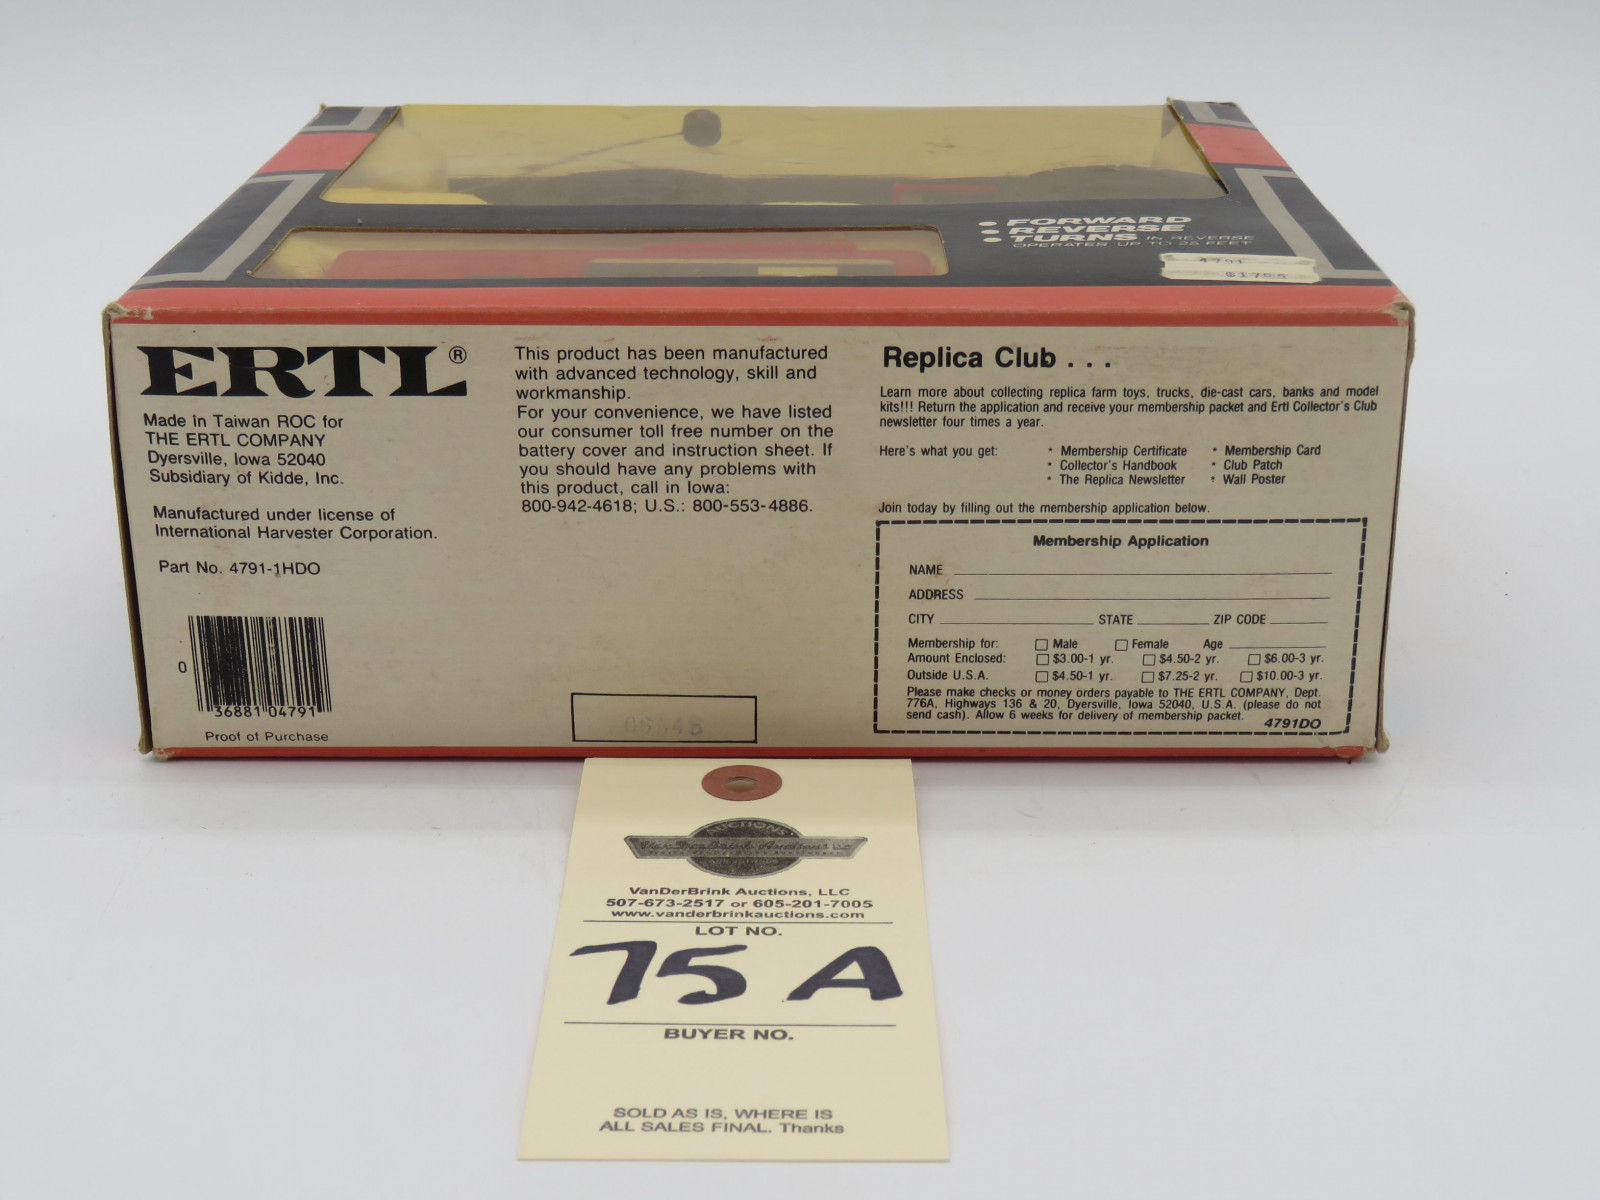 • FORWARD
• REVERSE
• TURNS IN REVERSE
OPERATES UP TO 25 FEET
4791
ERTL®
Made in Taiwan ROC for
THE ERTL COMPANY
Dyersville, Iowa 52040
Subsidiary of Kidde, Inc.
Manufactured under license of
International Harvester Corporation.
Part No. 4791-1HDO
0
36881 04791
Proof of Purchase
This product has been manufactured
with advanced technology, skill and
workmanship.
For your convenience, we have listed
our consumer toll free number on the
battery cover and instruction sheet. If
you should have any problems with
this product, call in Iowa:
800-942-4618; U.S.: 800-553-4886.
Replica Club . . .
Learn more about collecting replica farm toys, trucks, die-cast cars, banks and model
kits!!! Return the application and receive your membership packet and Ertl Collector's Club
newsletter four times a year.
Here's what you get:
• Membership Certificate
• Collector's Handbook
• The Replica Newsletter
• Membership Card
• Club Patch
• Wall Poster
Join today by filling out the membership application below.
Membership Application
NAME
ADDRESS
CITY STATE ZIP CODE
Membership for: Male Female Age
Amount Enclosed: $3.00-1 yr. $4.50-2 yr. $6.00-3 yr.
Outside U.S.A. $4.50-1 yr. $7.25-2 yr. $10.00-3 yr.
Please make checks or money orders payable to THE ERTL COMPANY, Dept.
776A, Highways 136 & 20, Dyersville, Iowa 52040, U.S.A. (please do not
send cash). Allow 6 weeks for delivery of membership packet. 4791DO
AUCTIONS
VanDerBrink Auctions LLC
VanDerBrink Auctions, LLC
507-673-2517 or 605-201-7005
www.vanderbrinkauctions.com
LOT NO.
75 A
BUYER NO.
SOLD AS IS, WHERE IS
ALL SALES FINAL. Thanks